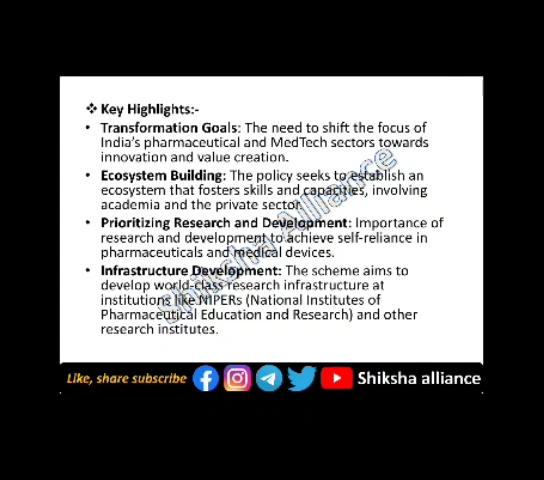 ❖ Key Highlights:-
• Transformation Goals: The need to shift the focus of
India's pharmaceutical and MedTech sectors towards
innovation and value creation.
• Ecosystem Building: The policy seeks to establish an
ecosystem that fosters skills and capacities, involving
academia and the private sector.
• Prioritizing Research and Development: Importance of
research and development to achieve self-reliance in
pharmaceuticals and medical devices.
• Infrastructure Development: The scheme aims to
develop world-class research infrastructure at
institutions like NIPERs (National Institutes of
Pharmaceutical Education and Research) and other
research institutes.
Shiksha Alliance
Like, share subscribe Shiksha alliance